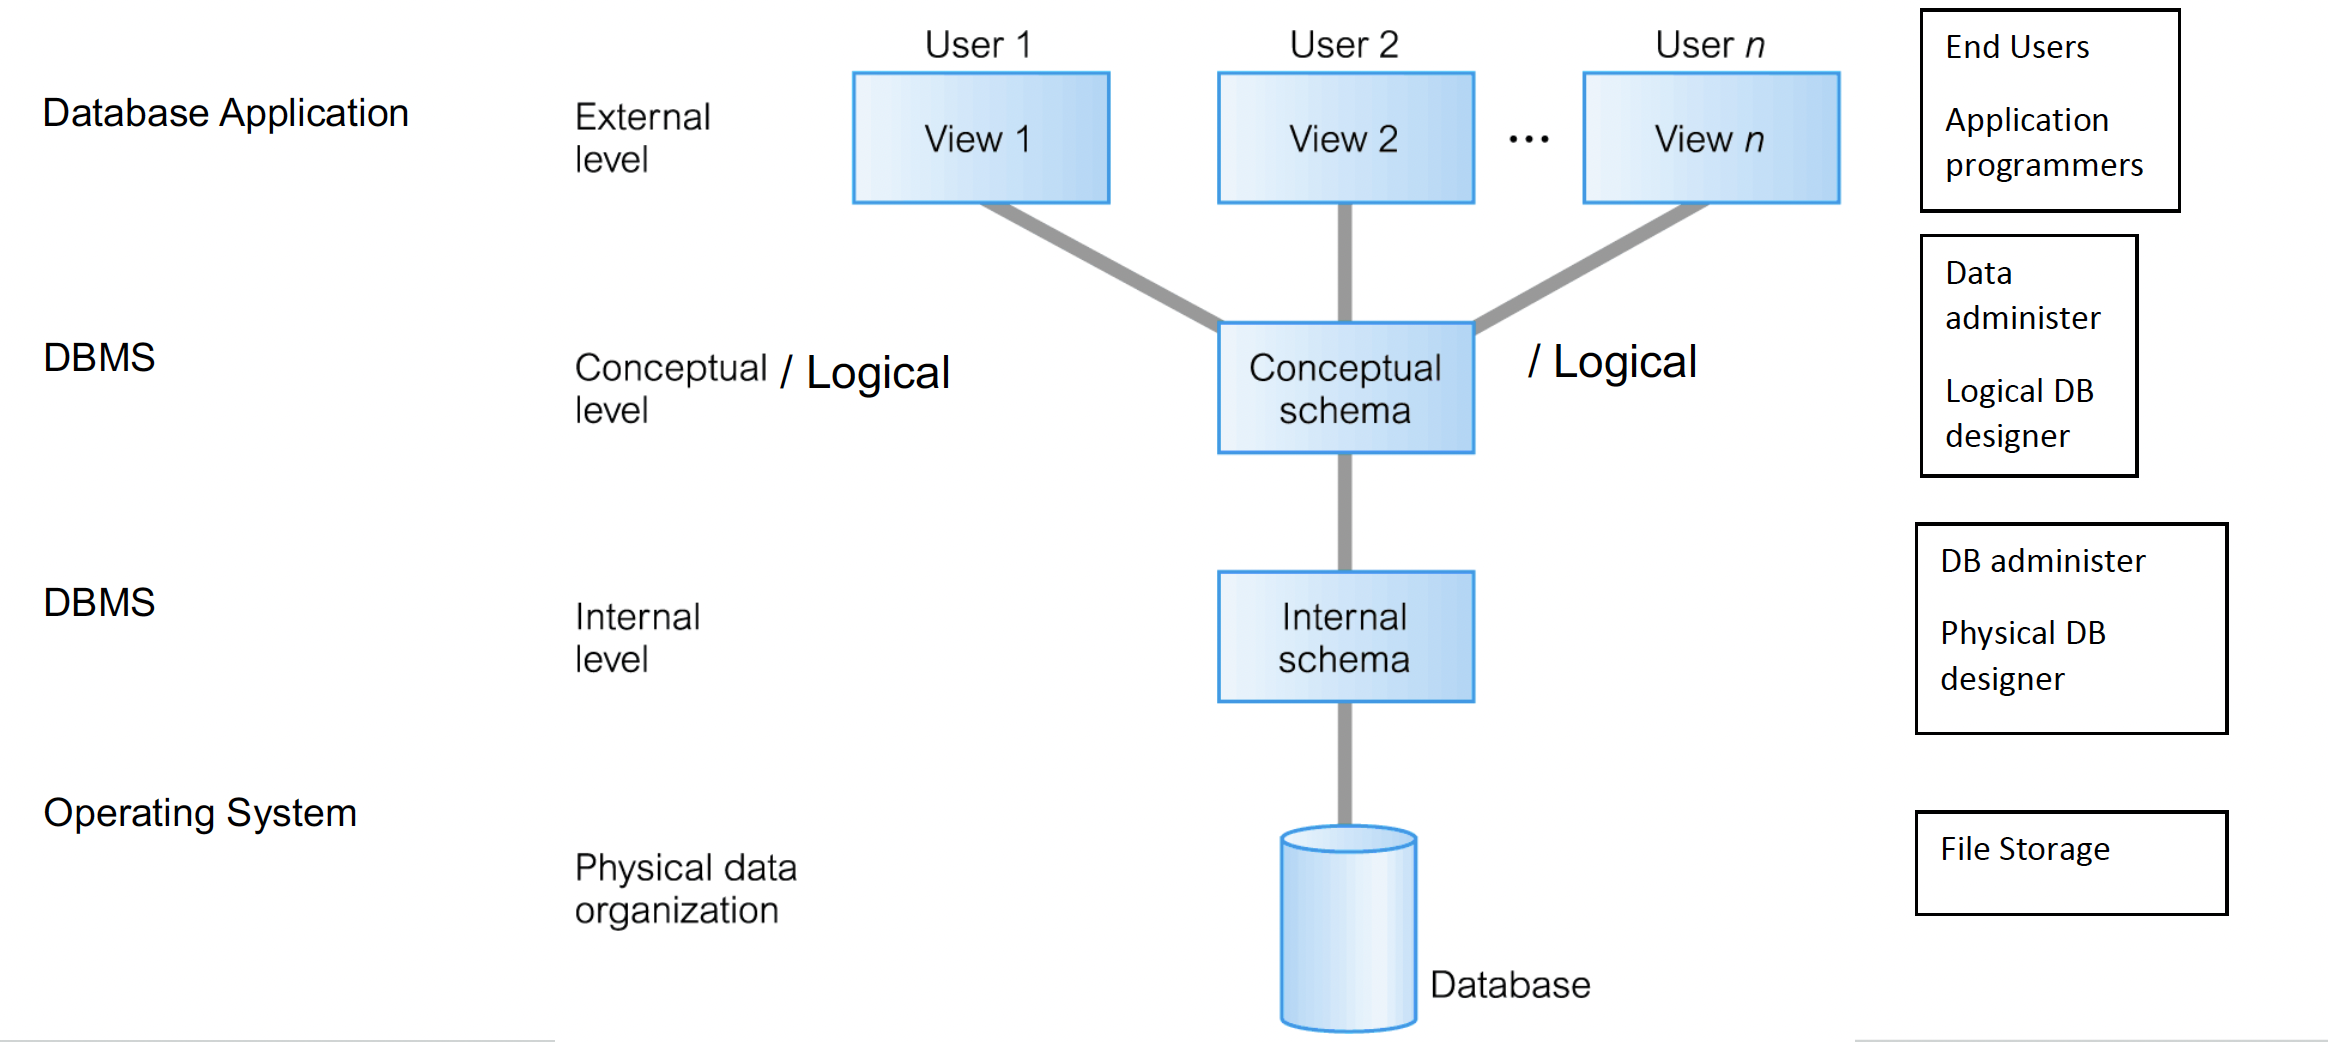 User 1
User 2
User n
End Users
Database Application
External
level
View 1
View 2
...
View n
Application
programmers
DBMS
Conceptual / Logical
level
Conceptual
schema
/ Logical
Data
administer
Logical DB
designer
DBMS
Internal
level
Internal
schema
DB administer
Physical DB
designer
Operating System
Physical data
organization
File Storage
Database